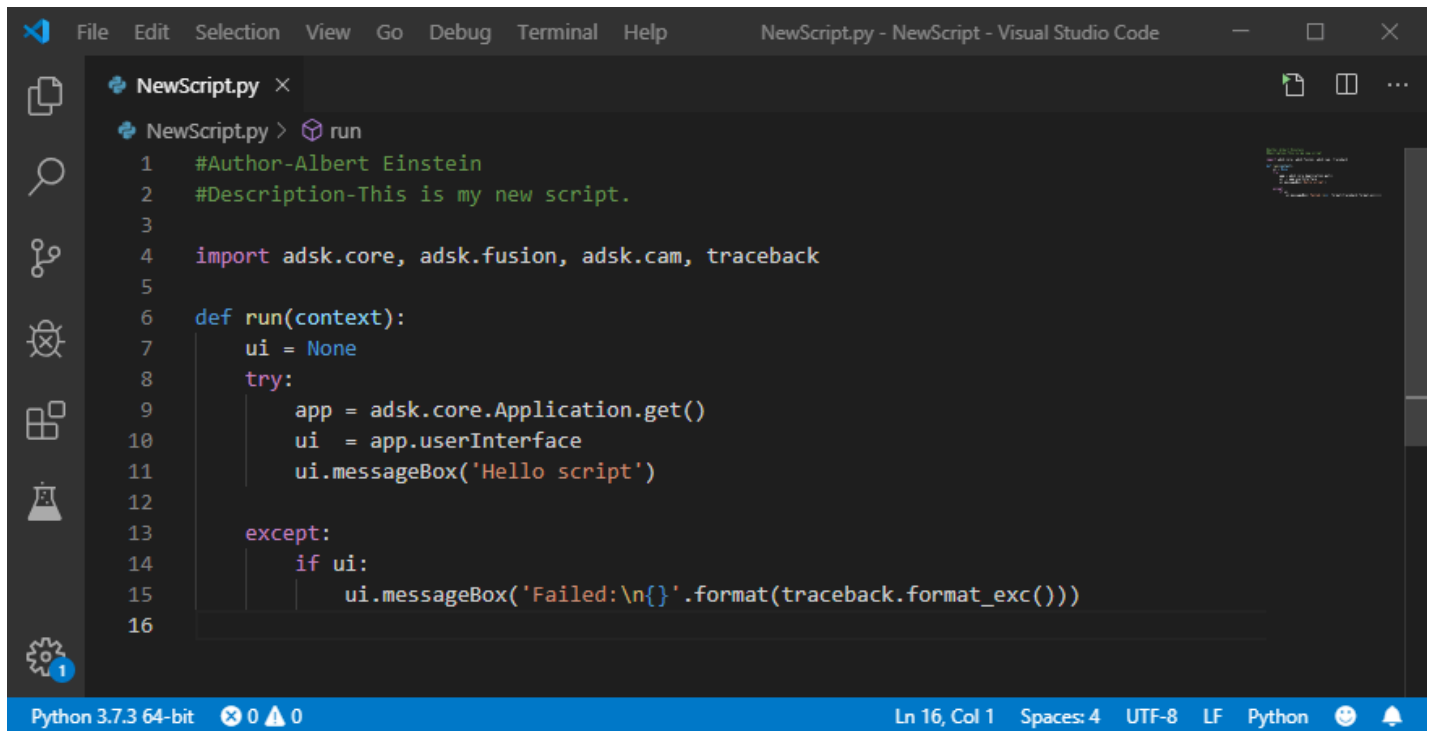 File Edit Selection View Go Debug Terminal Help NewScript.py - NewScript - Visual Studio Code
NewScript.py
NewScript.py > run
1 #Author-Albert Einstein
2 #Description-This is my new script.
3
4 import adsk.core, adsk.fusion, adsk.cam, traceback
5
6 def run(context):
7     ui = None
8     try:
9         app = adsk.core.Application.get()
10         ui  = app.userInterface
11         ui.messageBox('Hello script')
12
13     except:
14         if ui:
15             ui.messageBox('Failed:\n{}'.format(traceback.format_exc()))
16
1
Python 3.7.3 64-bit 0 0 Ln 16, Col 1 Spaces: 4 UTF-8 LF Python